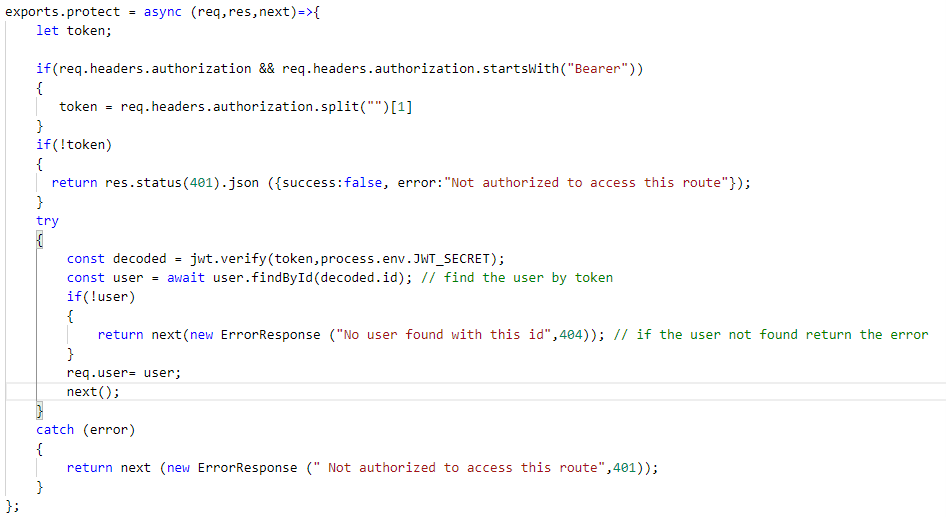 exports.protect = async (req,res,next)=>{
let token;
if(req.headers.authorization && req.headers.authorization.startsWith("Bearer"))
{
token = req.headers.authorization.split("")[1]
}
if(!token)
{
return res.status(401).json ({success:false, error:"Not authorized to access this route"});
}
try
{
const decoded = jwt.verify(token,process.env.JWT_SECRET);
const user = await user.findById(decoded.id); // find the user by token
if(!user)
{
return next(new ErrorResponse ("No user found with this id",404)); // if the user not found return the error
}
req.user= user;
next();
}
catch (error)
{
return next (new ErrorResponse (" Not authorized to access this route",401));
}
};